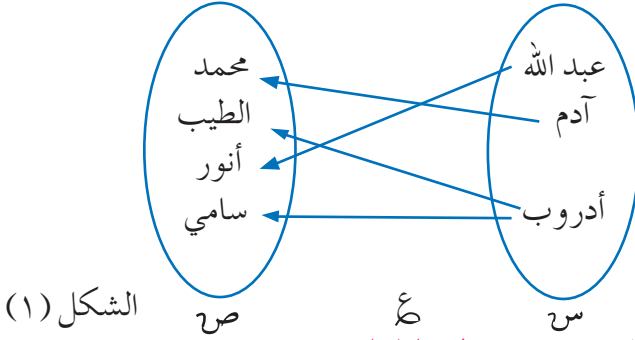 عبد الله
آدم
أدروب
محمد
الطيب
أنور
سامي
س ع ص الشكل (١)